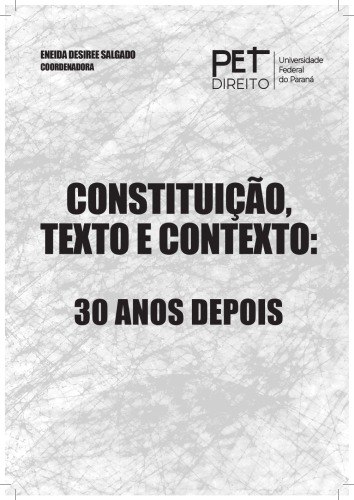 ENEIDA DESIREE SALGADO
COORDENADORA
PET
DIREITO
Universidade
Federal
do Paraná
CONSTITUIÇÃO,
TEXTO E CONTEXTO:
30 ANOS DEPOIS